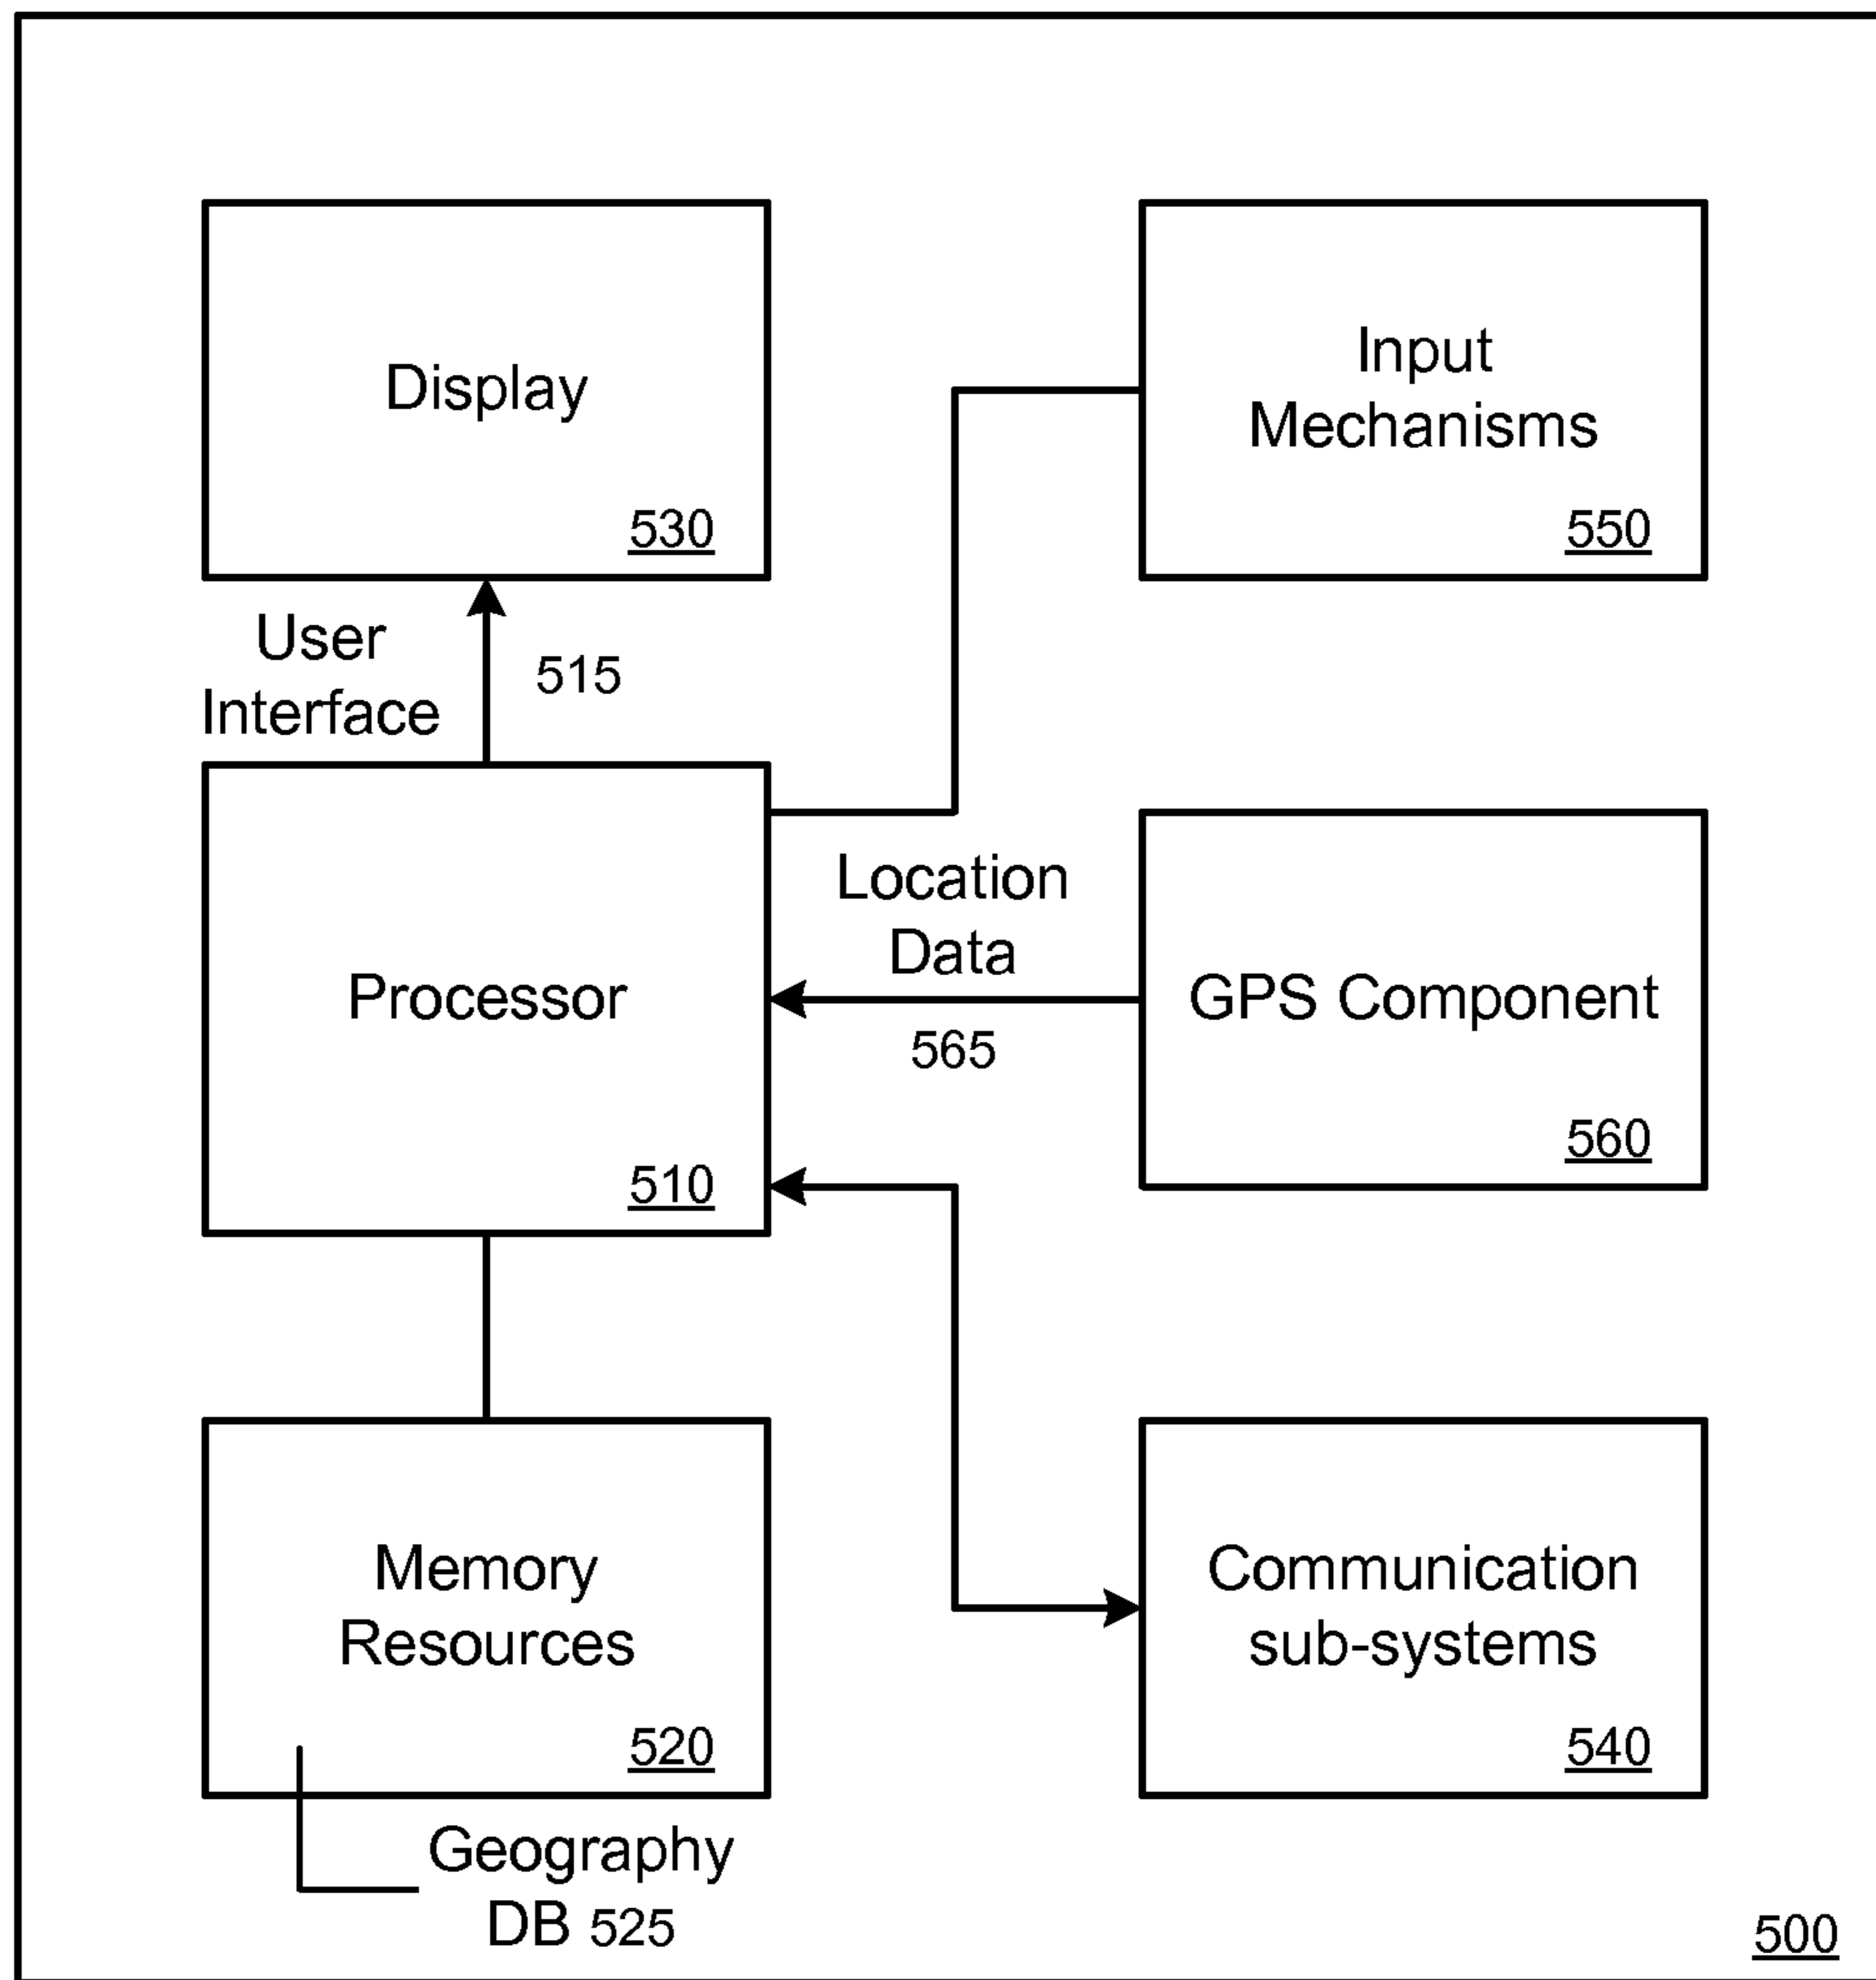 Display
530
Input
Mechanisms
550
User
Interface
515
Processor
510
Location
Data
565
GPS Component
560
Memory
Resources
520
Geography
DB 525
Communication
sub-systems
540
500